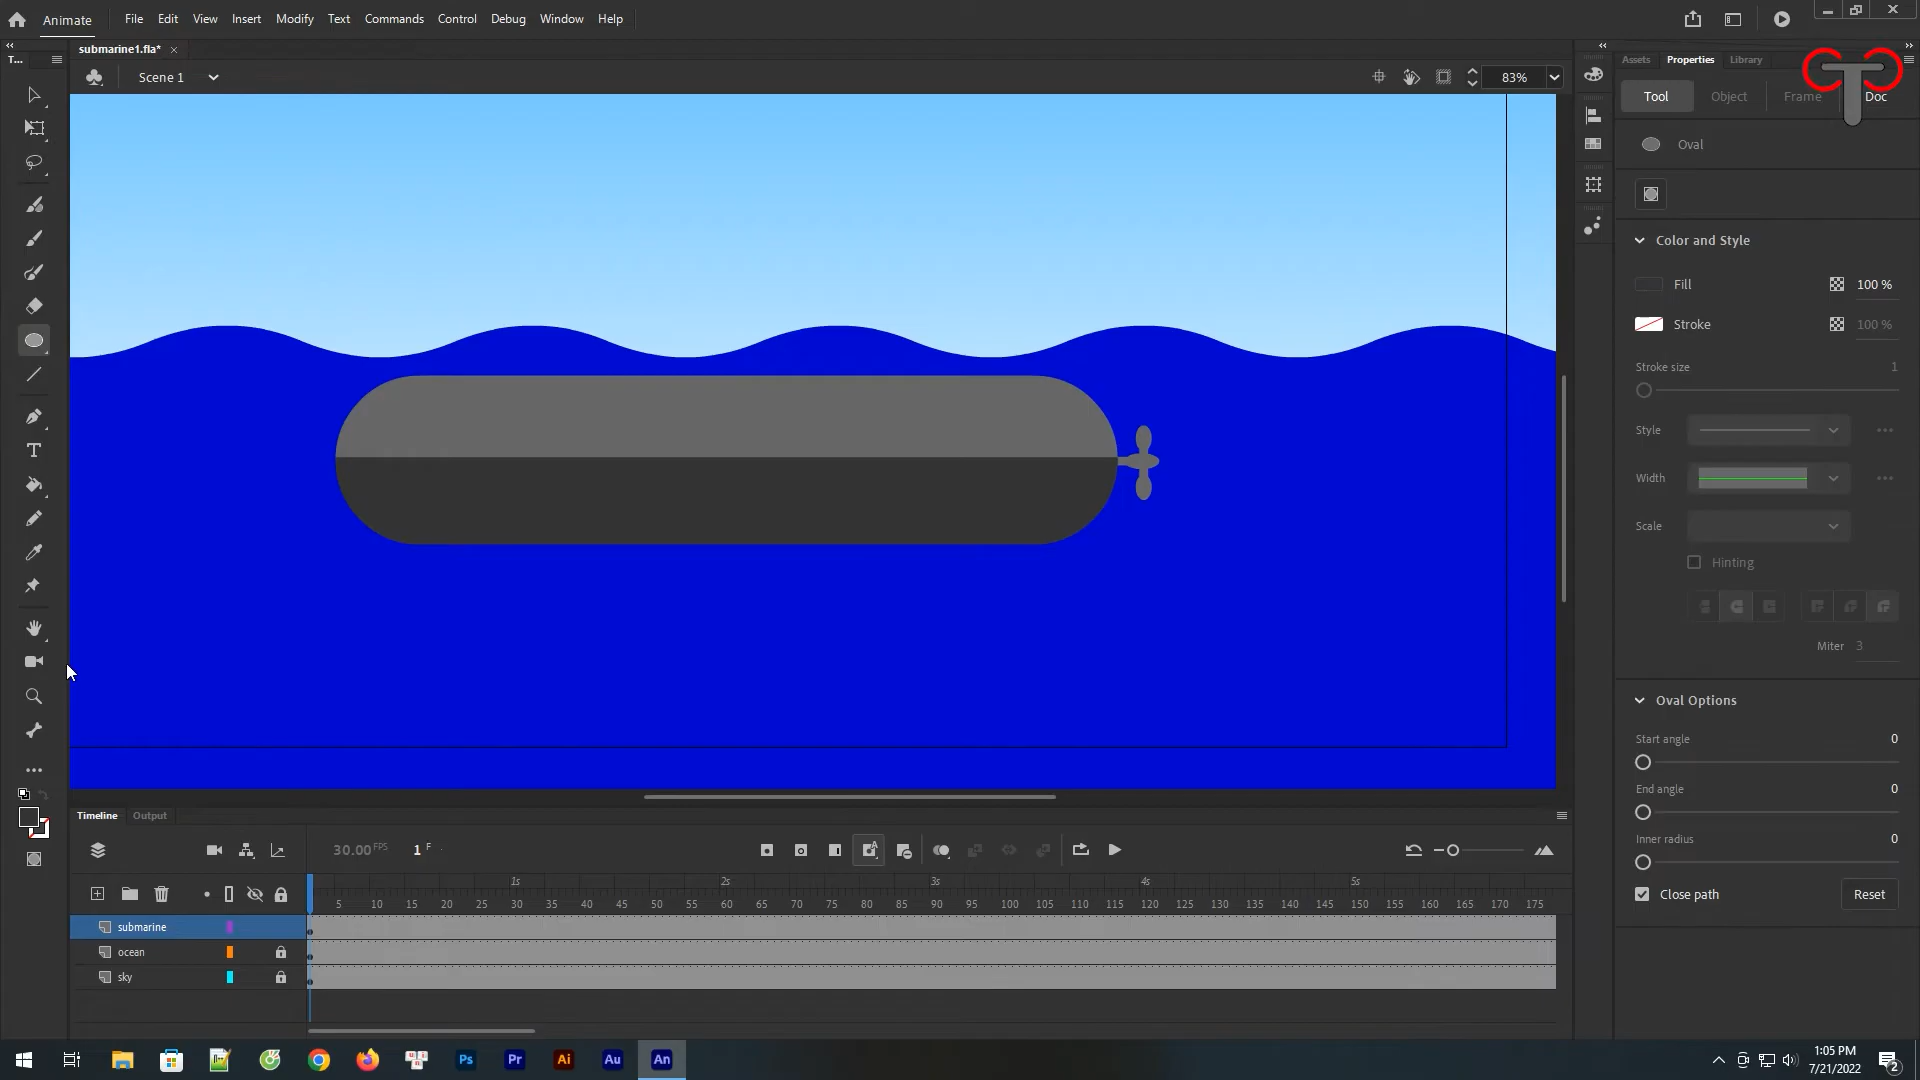 Animate File Edit View Insert Modify Text Commands Control Debug Window Help
submarine1.fla*
T...
Scene 1
83%
Assets Properties Library
Tool Object Frame Doc
Oval
Color and Style
Fill 100 %
Stroke 100 %
Stroke size 1
Style
Width
Scale
Hinting
Miter 3
Oval Options
Start angle 0
End angle 0
Inner radius 0
Close path Reset
Timeline Output
30.00 FPS 1 F
1s 2s 3s 4s 5s
5 10 15 20 25 30 35 40 45 50 55 60 65 70 75 80 85 90 95 100 105 110 115 120 125 130 135 140 145 150 155 160 165 170 175
submarine
ocean
sky
Ps Pr Ai Au An
1:05 PM
7/21/2022
2